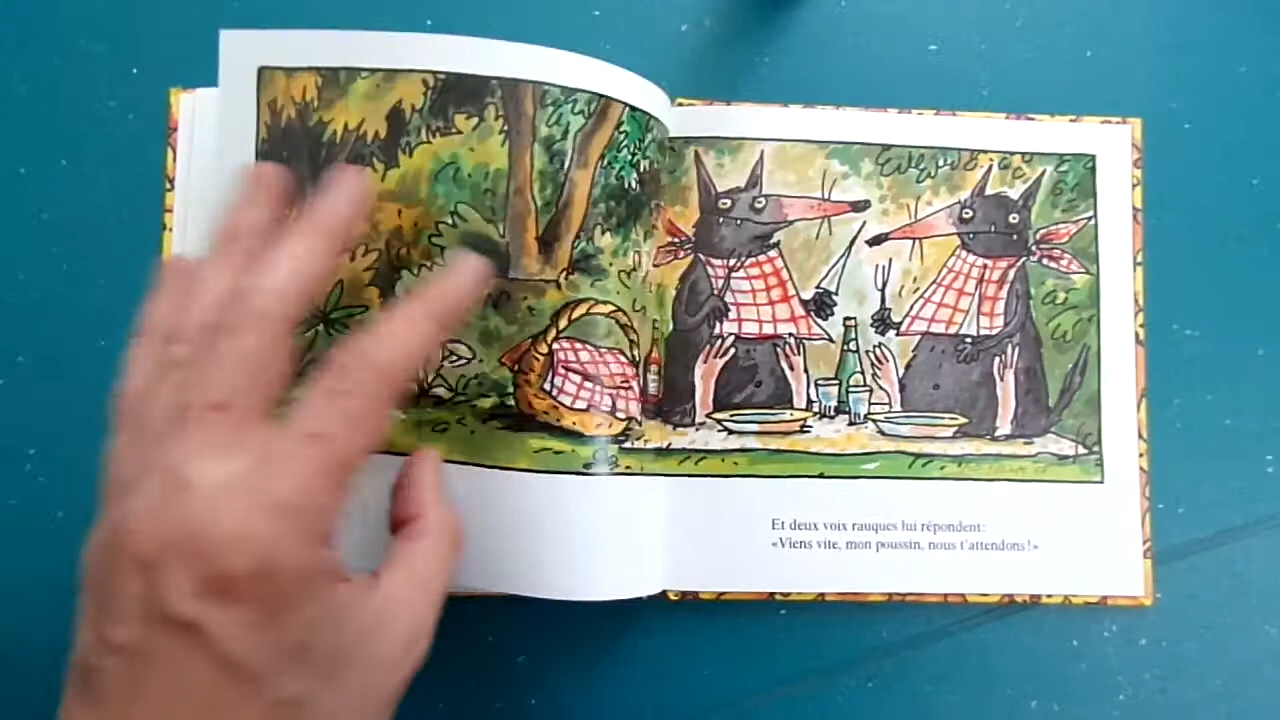 Et deux voix rauques lui répondent:
«Viens vite, mon poussin, nous t'attendons!»